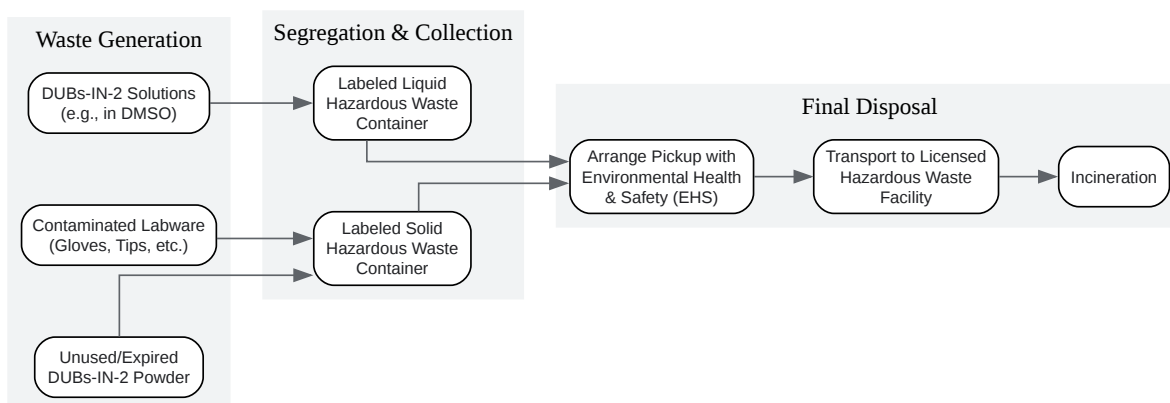 Waste Generation
DUBs-IN-2 Solutions
(e.g., in DMSO)
Contaminated Labware
(Gloves, Tips, etc.)
Unused/Expired
DUBs-IN-2 Powder
Segregation & Collection
Labeled Liquid
Hazardous Waste
Container
Labeled Solid
Hazardous Waste
Container
Final Disposal
Arrange Pickup with
Environmental Health
& Safety (EHS)
Transport to Licensed
Hazardous Waste
Facility
Incineration